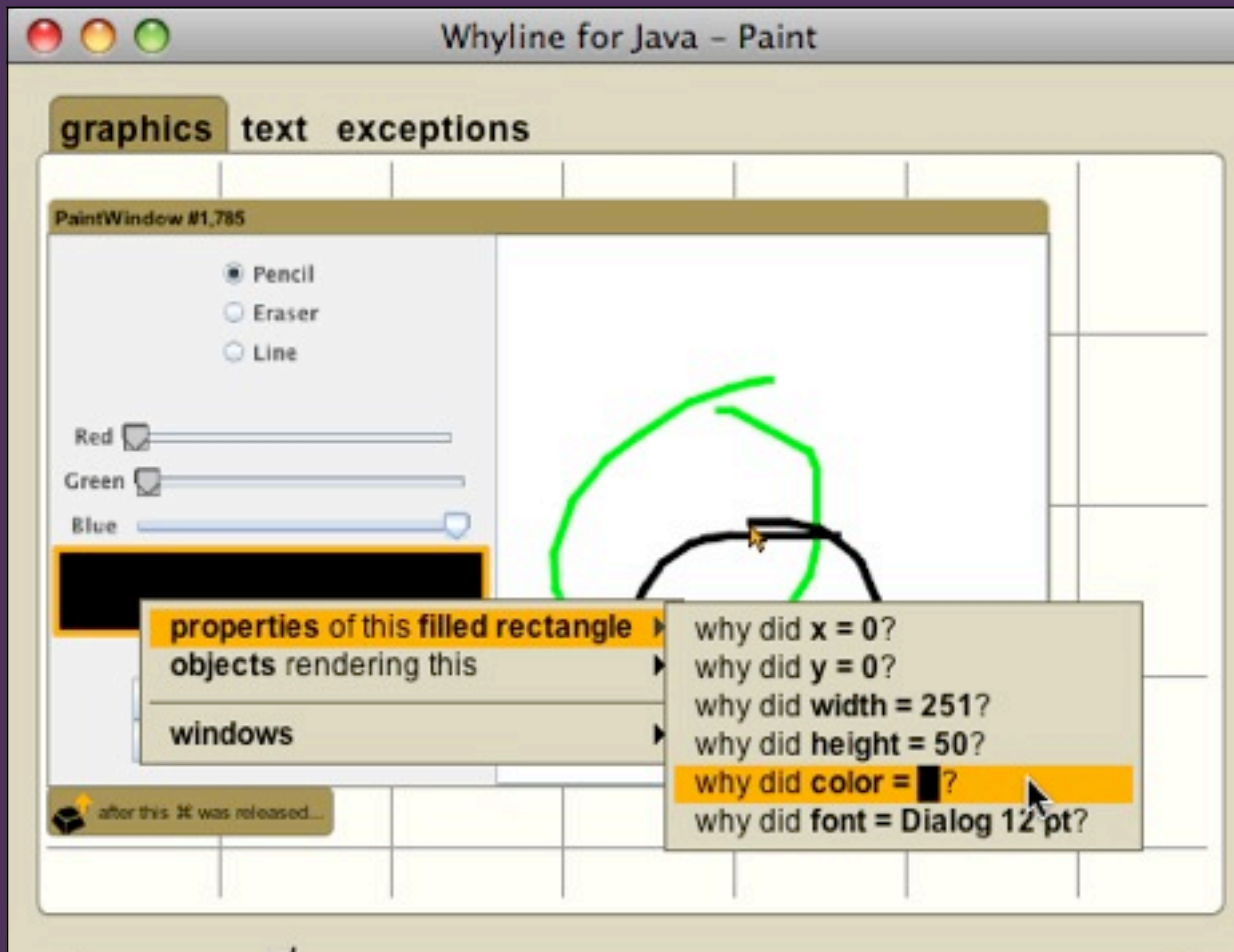 Whyline for Java – Paint
graphics text exceptions
PaintWindow #1,785
Pencil
Eraser
Line
Red
Green
Blue
properties of this filled rectangle
objects rendering this
windows
why did x = 0?
why did y = 0?
why did width = 251?
why did height = 50?
why did color = ?
why did font = Dialog 12 pt?
after this ⌘ was released...